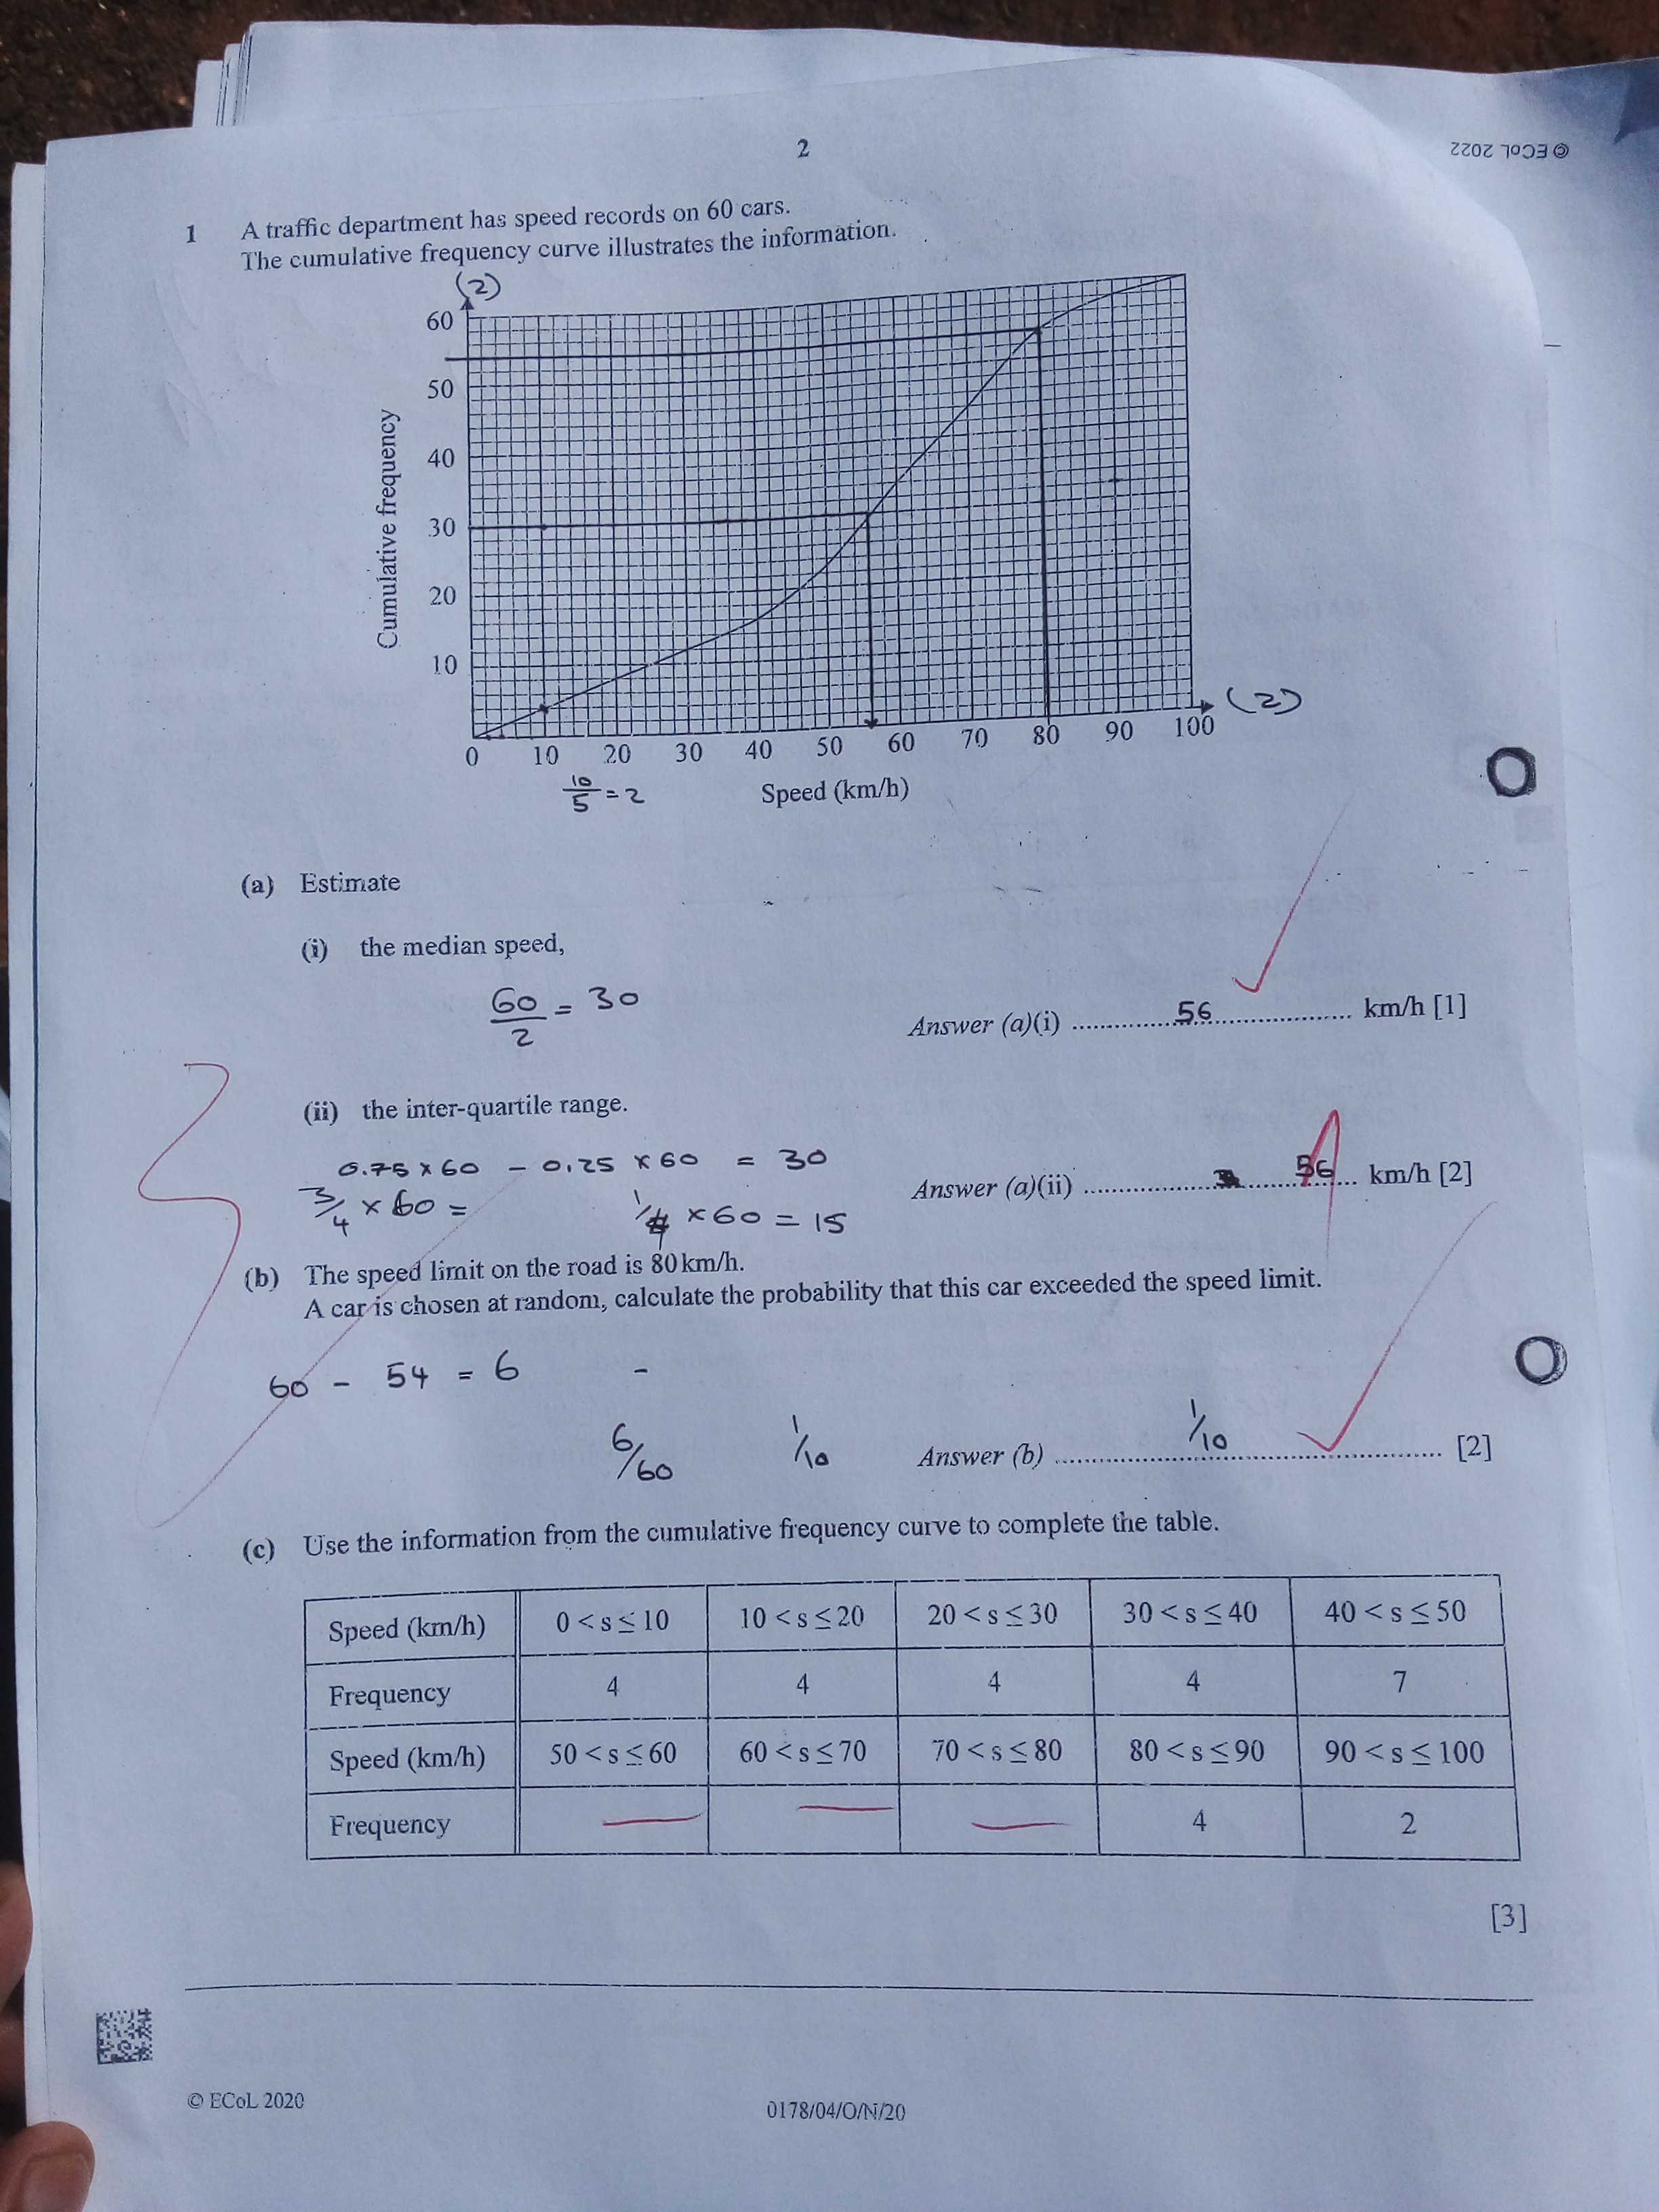 2
© ECoL 2022
1 A traffic department has speed records on 60 cars.
The cumulative frequency curve illustrates the information.
(2)
60
50
40
30
20
10
Cumulative frequency
0 10 20 30 40 50 60 70 80 90 100 (2)
10/5 = 2
Speed (km/h)
(a) Estimate
(i) the median speed,
60/2 = 30
Answer (a)(i) 56 km/h [1]
(ii) the inter-quartile range.
0.75 x 60 - 0.25 x 60 = 30
Answer (a)(ii) 56 km/h [2]
3/4 x 60 = 1/4 x 60 = 15
(b) The speed limit on the road is 80 km/h.
A car is chosen at random, calculate the probability that this car exceeded the speed limit.
60 - 54 = 6 -
6/60 1/10 Answer (b) 1/10 [2]
(c) Use the information from the cumulative frequency curve to complete the table.
Speed (km/h) 0 < s ≤ 10 10 < s ≤ 20 20 < s ≤ 30 30 < s ≤ 40 40 < s ≤ 50
Frequency 4 4 4 4 7
Speed (km/h) 50 < s ≤ 60 60 < s ≤ 70 70 < s ≤ 80 80 < s ≤ 90 90 < s ≤ 100
Frequency 4 2
[3]
© ECoL 2020
0178/04/O/N/20